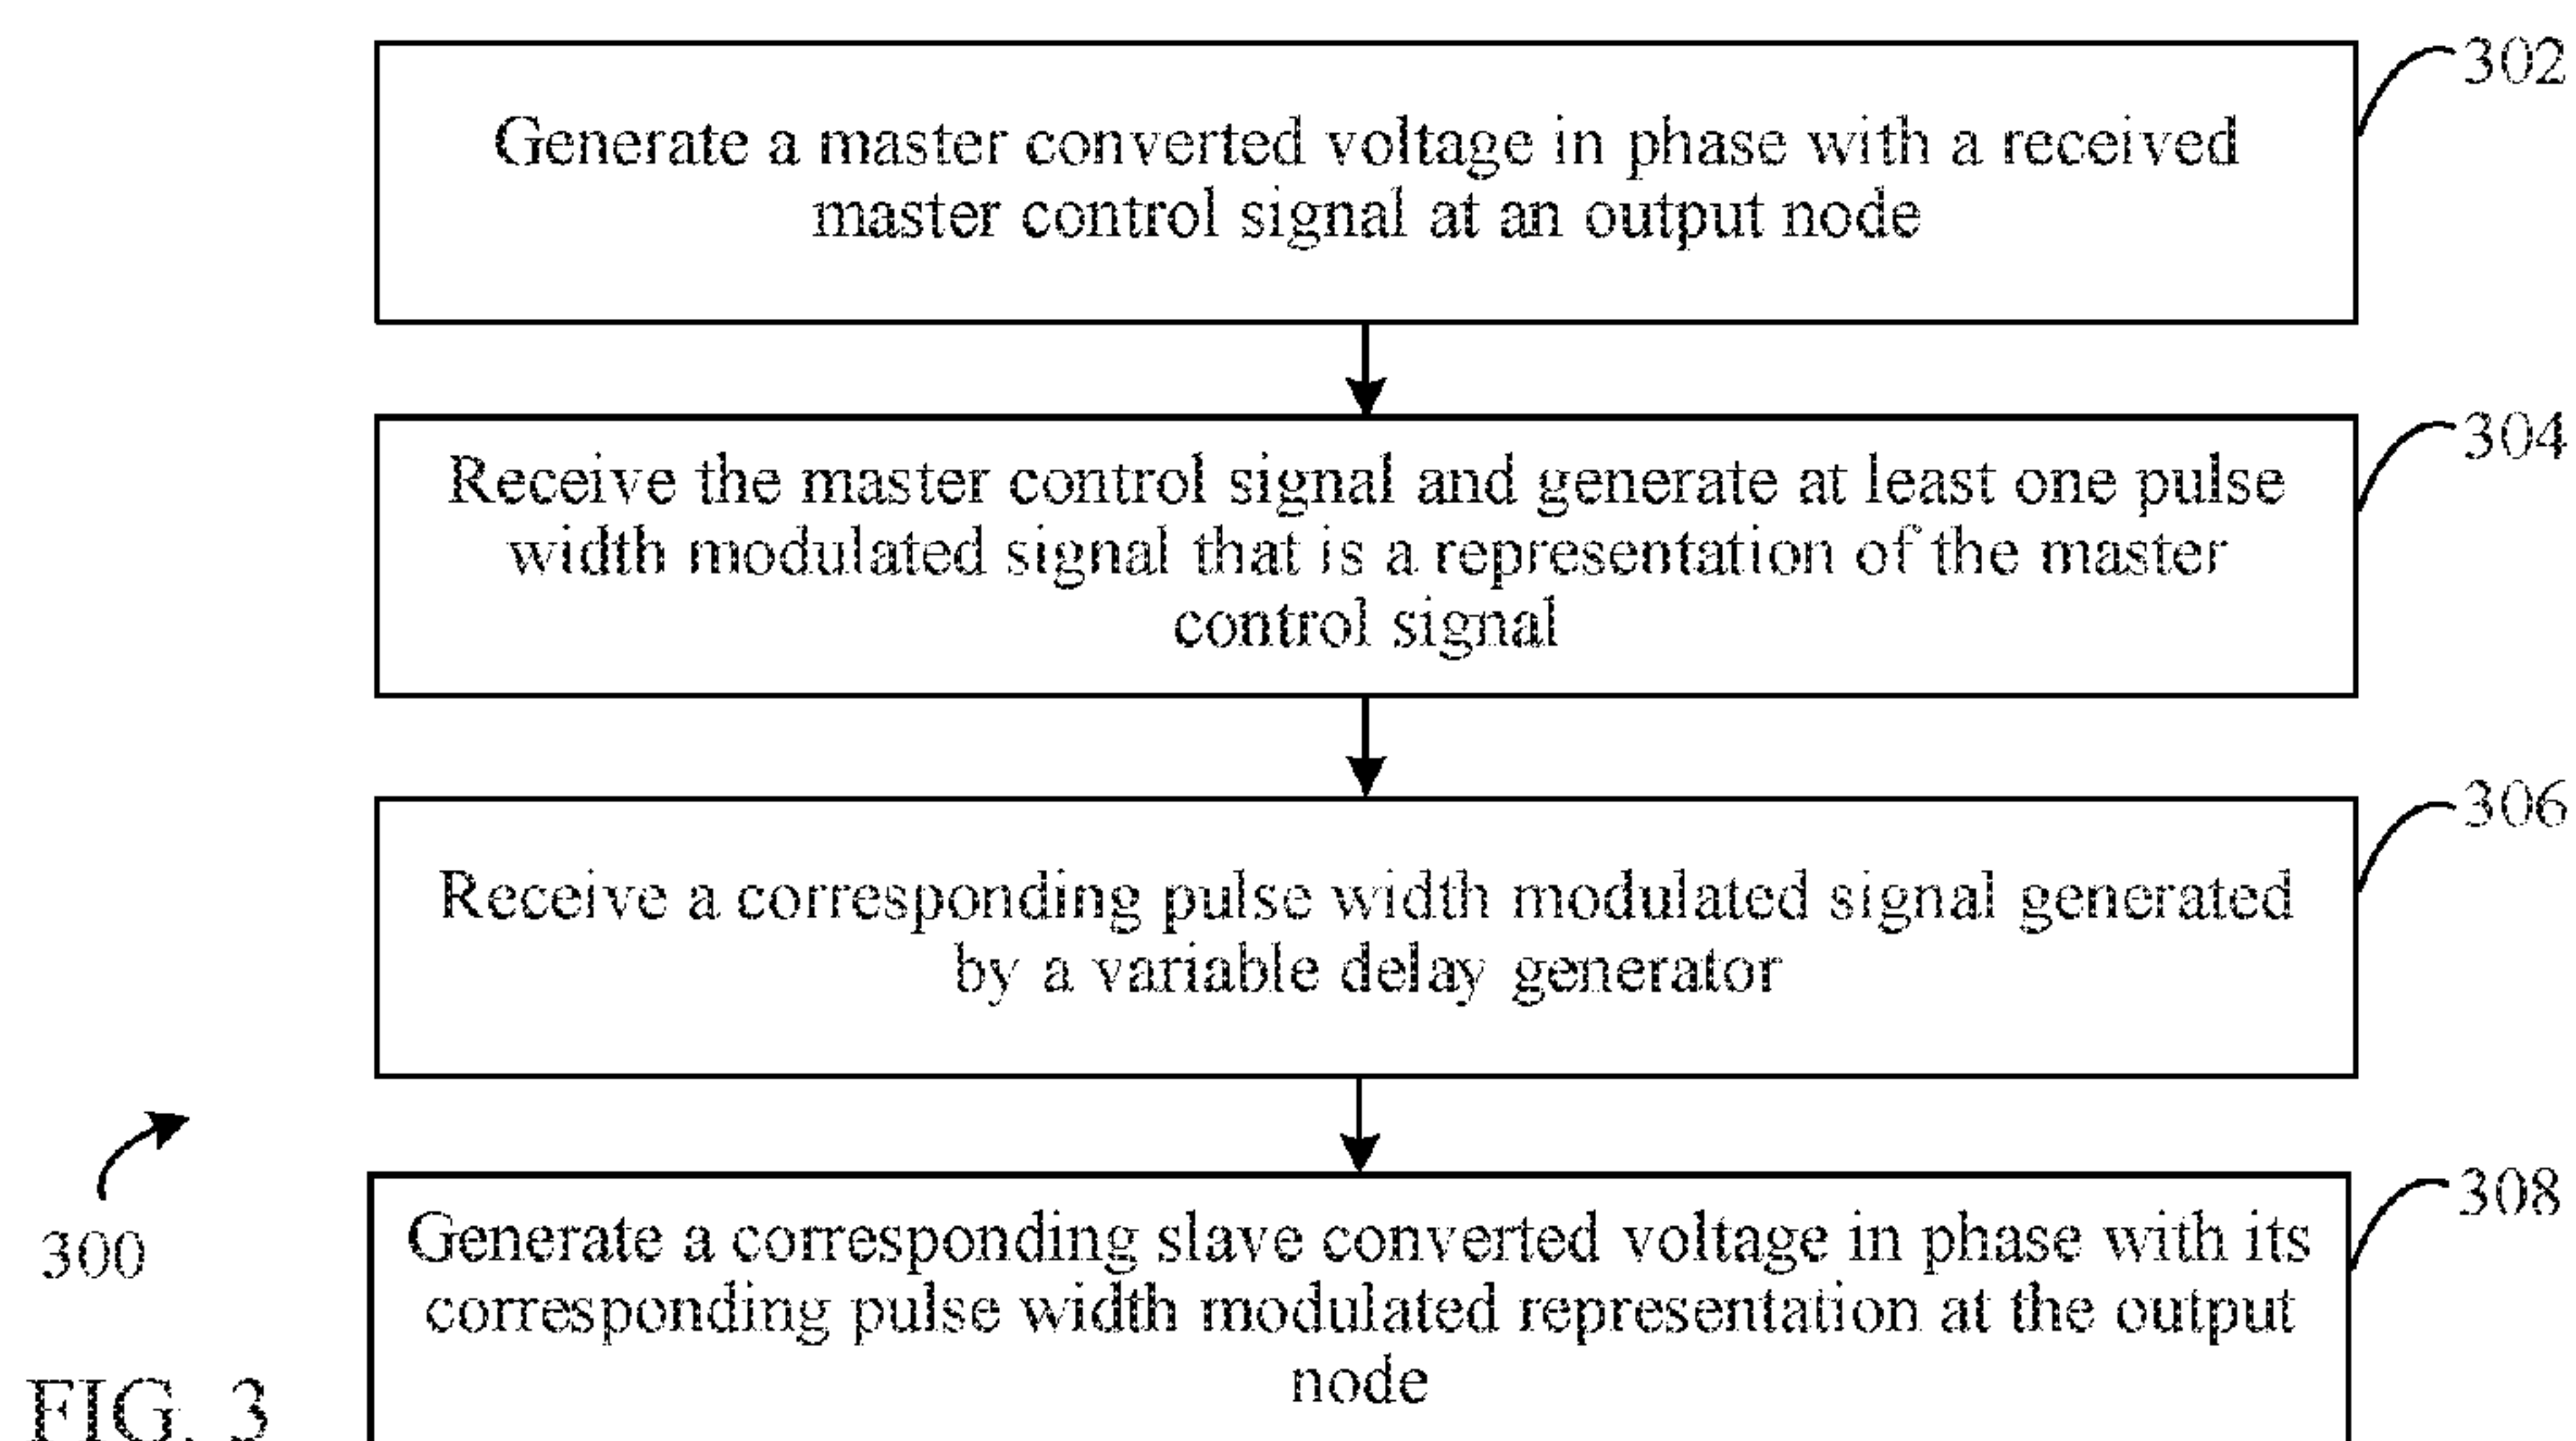 302
Generate a master converted voltage in phase with a received
master control signal at an output node
304
Receive the master control signal and generate at least one pulse
width modulated signal that is a representation of the master
control signal
306
Receive a corresponding pulse width modulated signal generated
by a variable delay generator
308
Generate a corresponding slave converted voltage in phase with its
corresponding pulse width modulated representation at the output
node
300
FIG. 3